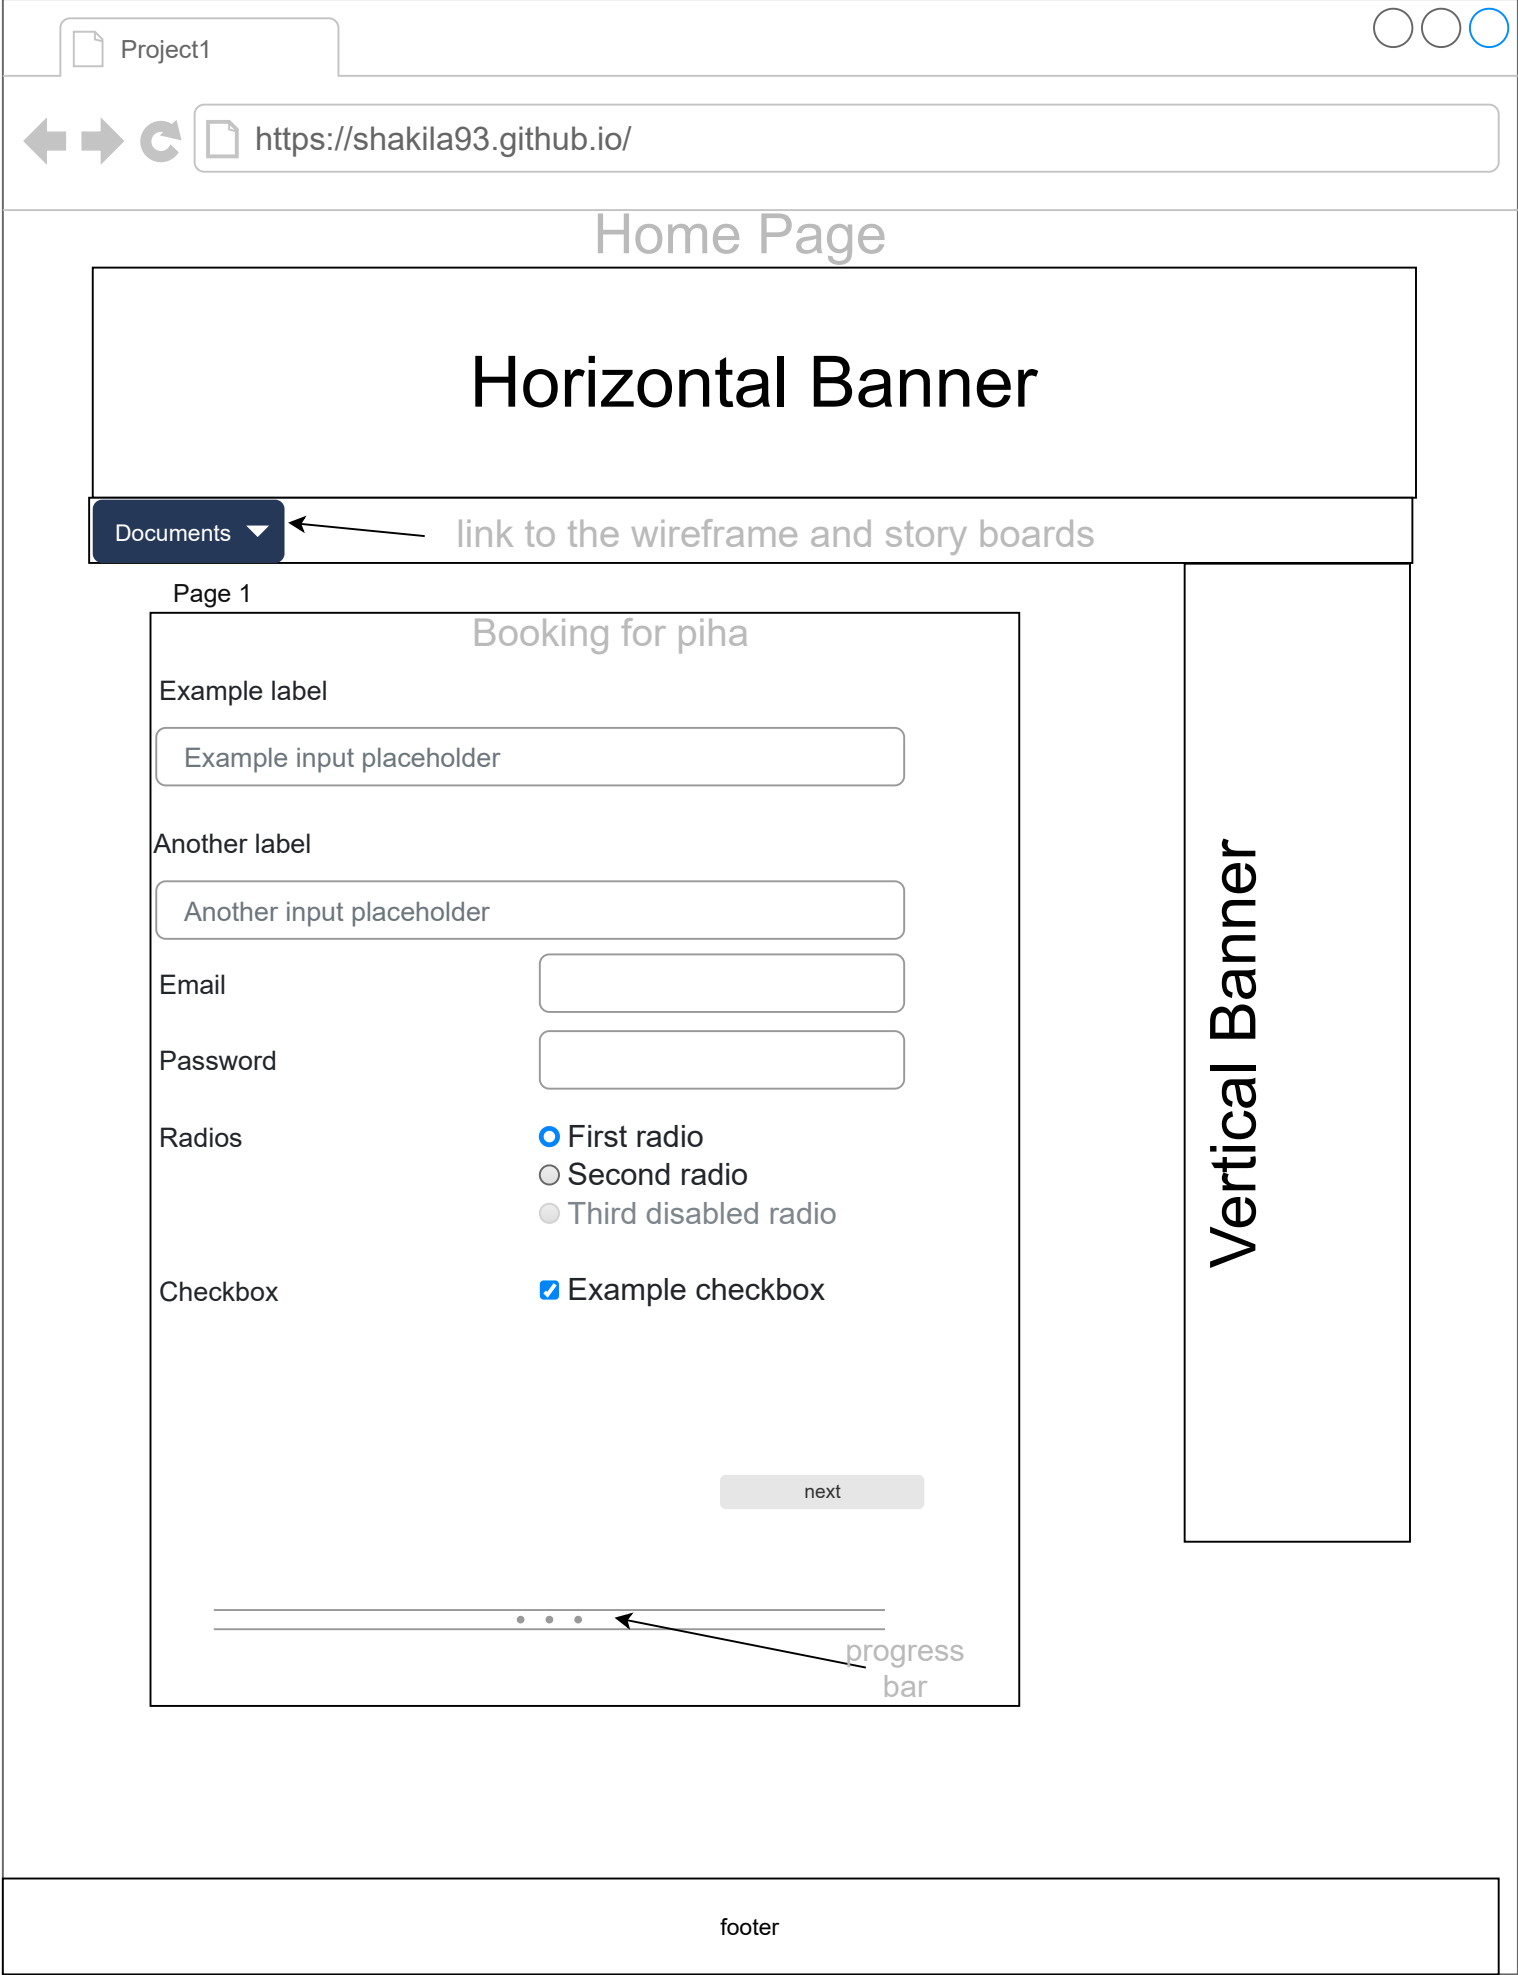 Project1
https://shakila93.github.io/
Home Page
Horizontal Banner
Documents
link to the wireframe and story boards
Page 1
Booking for piha
Example label
Example input placeholder
Another label
Another input placeholder
Email
Password
Radios
First radio
Second radio
Third disabled radio
Checkbox
Example checkbox
next
progress
bar
Vertical Banner
footer